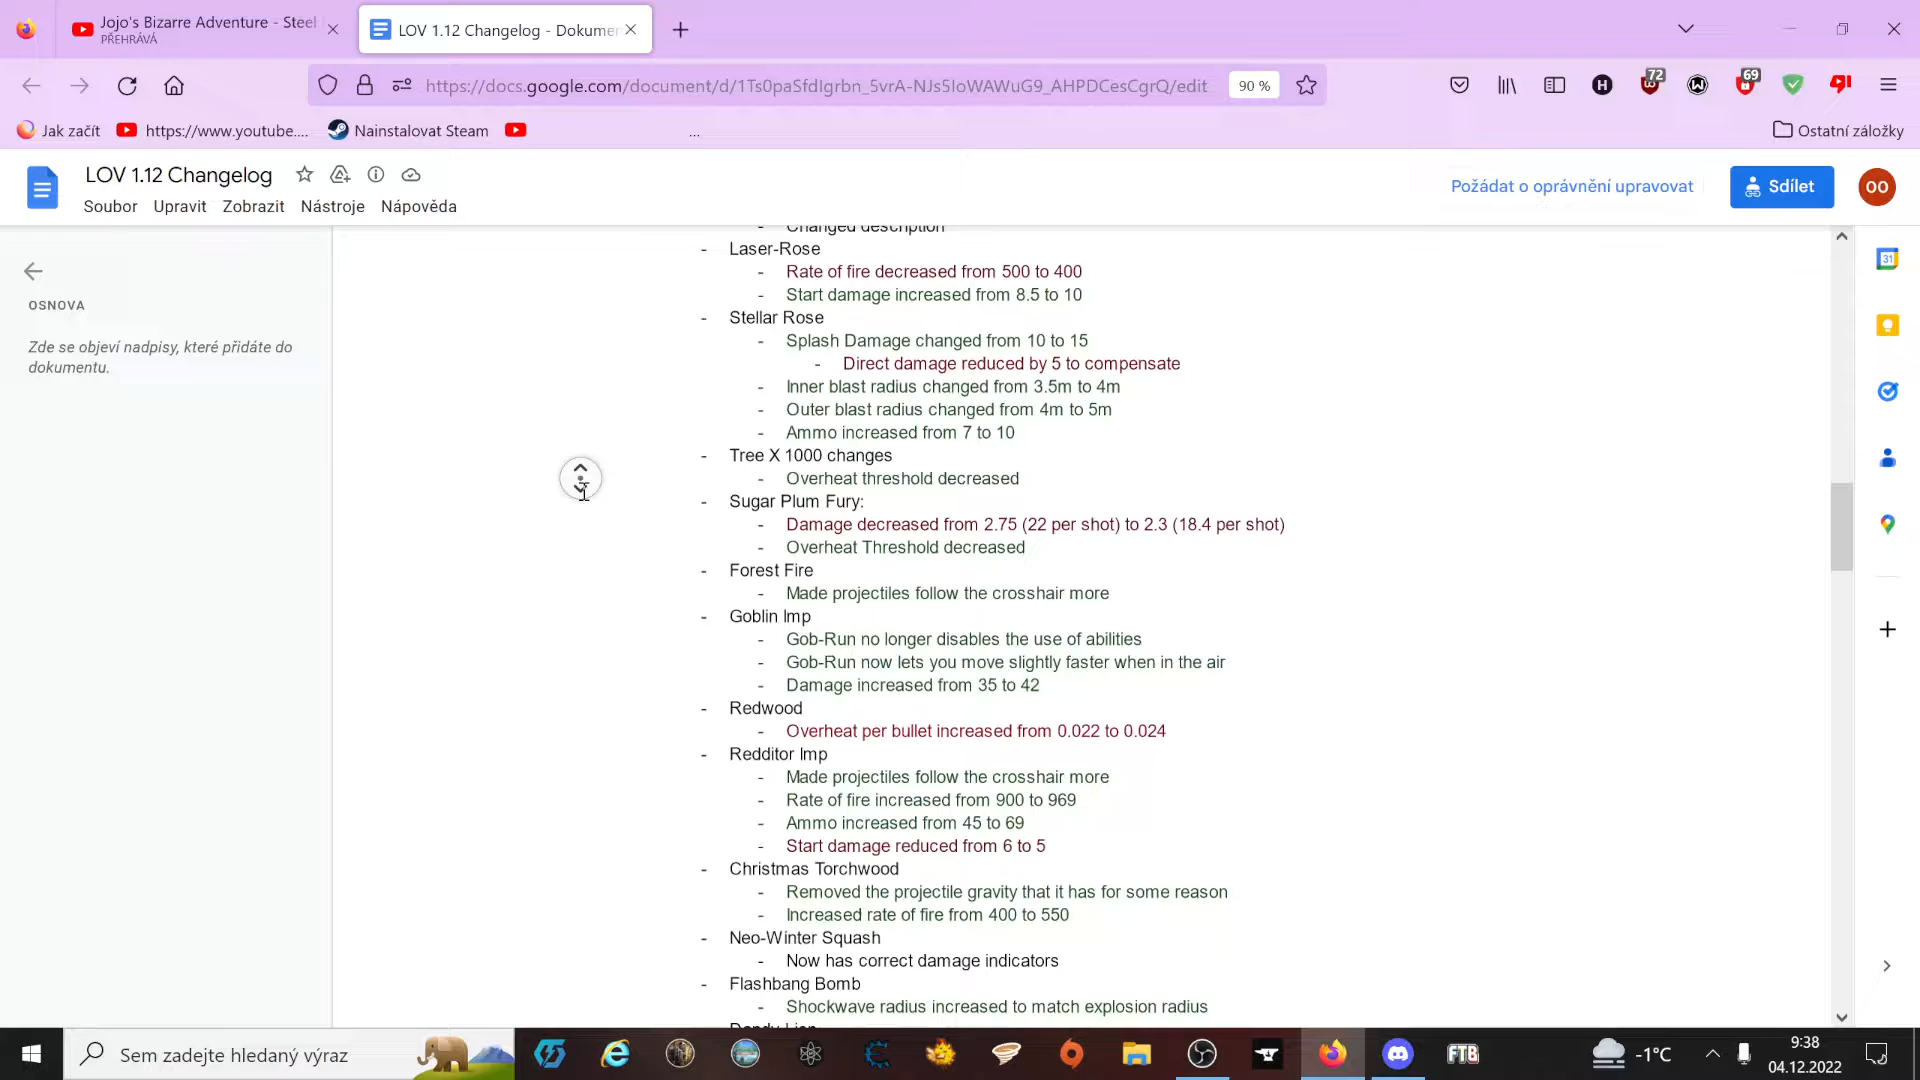 Jojo's Bizarre Adventure - Steel
PŘEHRÁVÁ
LOV 1.12 Changelog - Dokumen
https://docs.google.com/document/d/1Ts0paSfdIgrbn_5vrA-NJs5IoWAWuG9_AHPDCesCgrQ/edit
90 %
72
69
Jak začít
https://www.youtube....
Nainstalovat Steam
...
Ostatní záložky
LOV 1.12 Changelog
Soubor Upravit Zobrazit Nástroje Nápověda
Požádat o oprávnění upravovat
Sdílet
OO
OSNOVA
Zde se objeví nadpisy, které přidáte do
dokumentu.
- Changed description
- Laser-Rose
- Rate of fire decreased from 500 to 400
- Start damage increased from 8.5 to 10
- Stellar Rose
- Splash Damage changed from 10 to 15
- Direct damage reduced by 5 to compensate
- Inner blast radius changed from 3.5m to 4m
- Outer blast radius changed from 4m to 5m
- Ammo increased from 7 to 10
- Tree X 1000 changes
- Overheat threshold decreased
- Sugar Plum Fury:
- Damage decreased from 2.75 (22 per shot) to 2.3 (18.4 per shot)
- Overheat Threshold decreased
- Forest Fire
- Made projectiles follow the crosshair more
- Goblin Imp
- Gob-Run no longer disables the use of abilities
- Gob-Run now lets you move slightly faster when in the air
- Damage increased from 35 to 42
- Redwood
- Overheat per bullet increased from 0.022 to 0.024
- Redditor Imp
- Made projectiles follow the crosshair more
- Rate of fire increased from 900 to 969
- Ammo increased from 45 to 69
- Start damage reduced from 6 to 5
- Christmas Torchwood
- Removed the projectile gravity that it has for some reason
- Increased rate of fire from 400 to 550
- Neo-Winter Squash
- Now has correct damage indicators
- Flashbang Bomb
- Shockwave radius increased to match explosion radius
Dandy Lion
31
Sem zadejte hledaný výraz
FTB
-1°C
9:38
04.12.2022